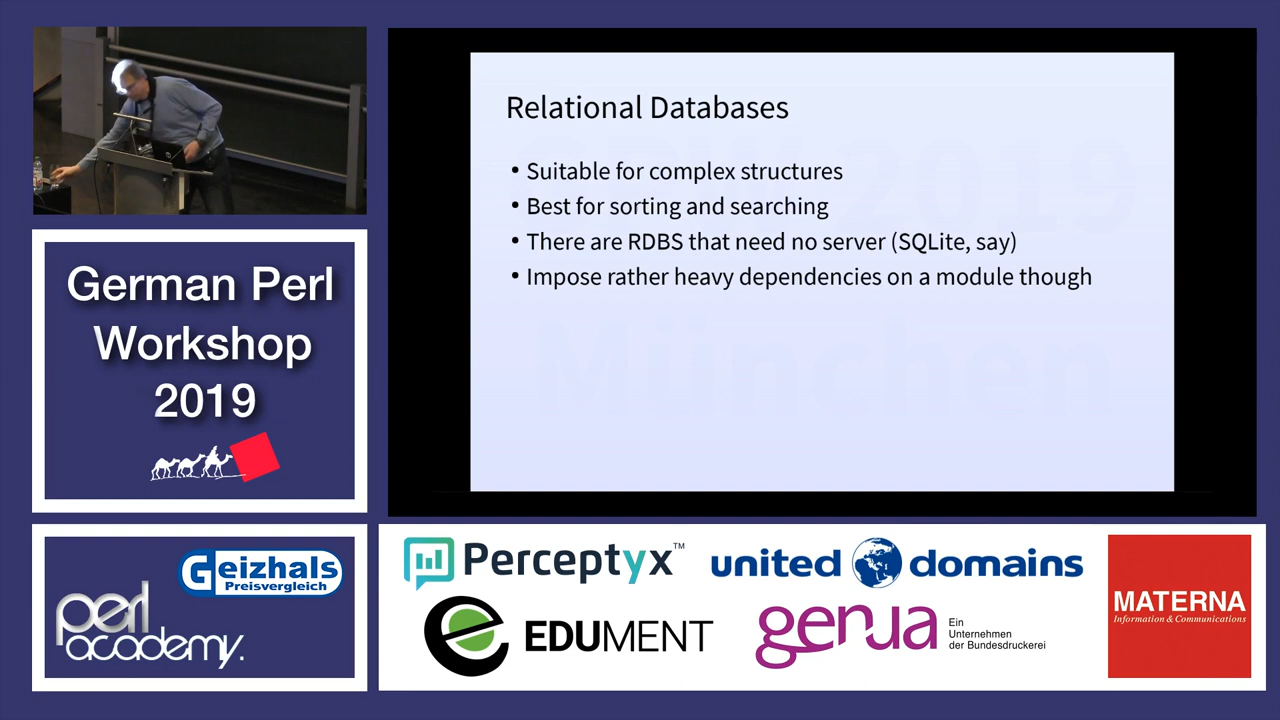 Relational Databases
• Suitable for complex structures
• Best for sorting and searching
• There are RDBS that need no server (SQLite, say)
• Impose rather heavy dependencies on a module though
2019
München
German Perl
Workshop
2019
Geizhals
Preisvergleich
perl
academy.
Perceptyx™
united domains
EDUMENT
genua
Ein
Unternehmen
der Bundesdruckerei
MATERNA
Information & Communications